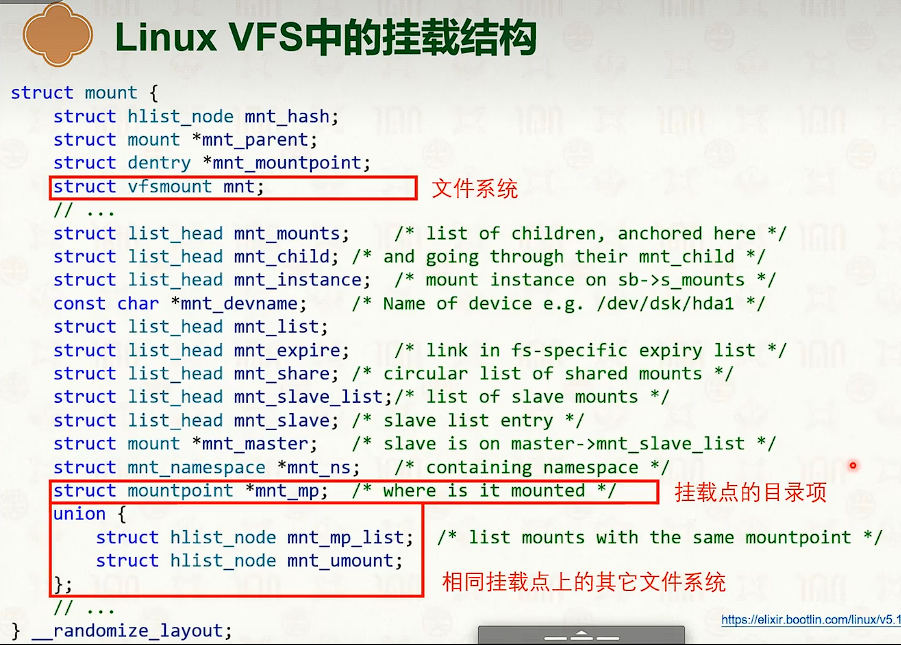 Linux VFS中的挂载结构
struct mount {
struct hlist_node mnt_hash;
struct mount *mnt_parent;
struct dentry *mnt_mountpoint;
struct vfsmount mnt; 文件系统
// ...
struct list_head mnt_mounts; /* list of children, anchored here */
struct list_head mnt_child; /* and going through their mnt_child */
struct list_head mnt_instance; /* mount instance on sb->s_mounts */
const char *mnt_devname; /* Name of device e.g. /dev/dsk/hda1 */
struct list_head mnt_list;
struct list_head mnt_expire; /* link in fs-specific expiry list */
struct list_head mnt_share; /* circular list of shared mounts */
struct list_head mnt_slave_list;/* list of slave mounts */
struct list_head mnt_slave; /* slave list entry */
struct mount *mnt_master; /* slave is on master->mnt_slave_list */
struct mnt_namespace *mnt_ns; /* containing namespace */
struct mountpoint *mnt_mp; /* where is it mounted */ 挂载点的目录项
union {
struct hlist_node mnt_mp_list; /* list mounts with the same mountpoint */
struct hlist_node mnt_umount;
}; 相同挂载点上的其它文件系统
// ...
} __randomize_layout;
https://elixir.bootlin.com/linux/v5.1